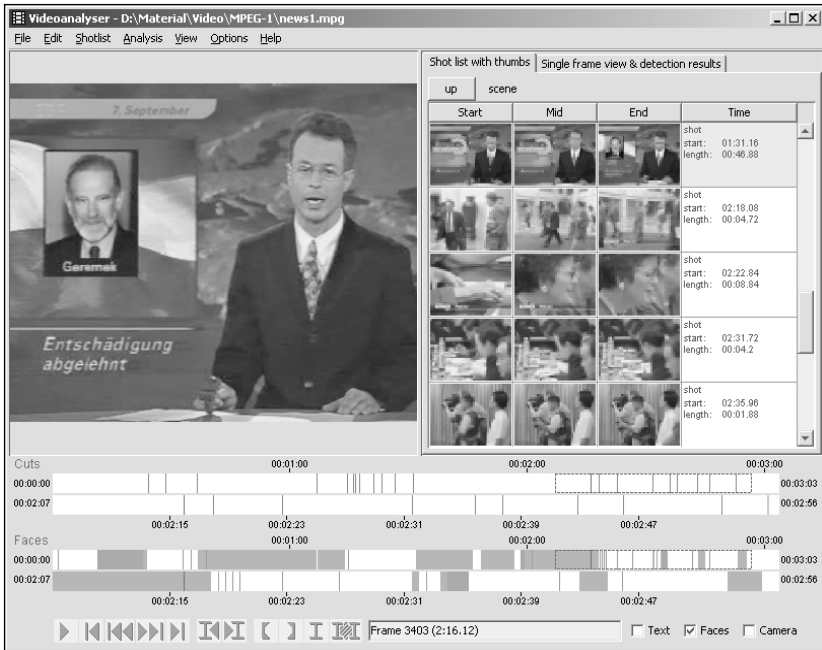 Videoanalyser - D:\Material\Video\MPEG-1\news1.mpg
File Edit Shotlist Analysis View Options Help
7. September
Geremek
Entschädigung
abgelehnt
Shot list with thumbs
Single frame view & detection results
up
scene
Start Mid End Time
shot
start: 01:31.16
length: 00:46.88
shot
start: 02:18.08
length: 00:04.72
shot
start: 02:22.84
length: 00:08.84
shot
start: 02:31.72
length: 00:04.2
shot
start: 02:35.96
length: 00:01.88
Cuts
00:01:00 00:02:00 00:03:00
00:00:00 00:03:03
00:02:07 00:02:56
00:02:15 00:02:23 00:02:31 00:02:39 00:02:47
Faces
00:01:00 00:02:00 00:03:00
00:00:00 00:03:03
00:02:07 00:02:56
00:02:15 00:02:23 00:02:31 00:02:39 00:02:47
Frame 3403 (2:16.12)
Text Faces Camera